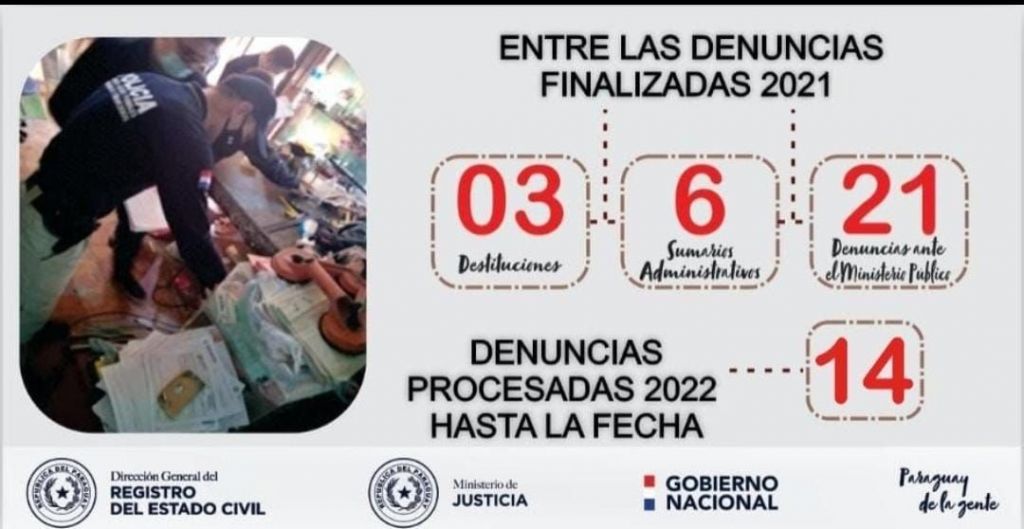 POLICIA
ENTRE LAS DENUNCIAS
FINALIZADAS 2021
03
Destituciones
6
Sumarios
Administrativos
21
Denuncias ante
el Ministerio Público
DENUNCIAS
PROCESADAS 2022
HASTA LA FECHA
14
REPUBLICA DEL PARAGUAY
Dirección General del
REGISTRO
DEL ESTADO CIVIL
REPUBLICA DEL PARAGUAY
Ministerio de
JUSTICIA
GOBIERNO
NACIONAL
Paraguay
de la gente